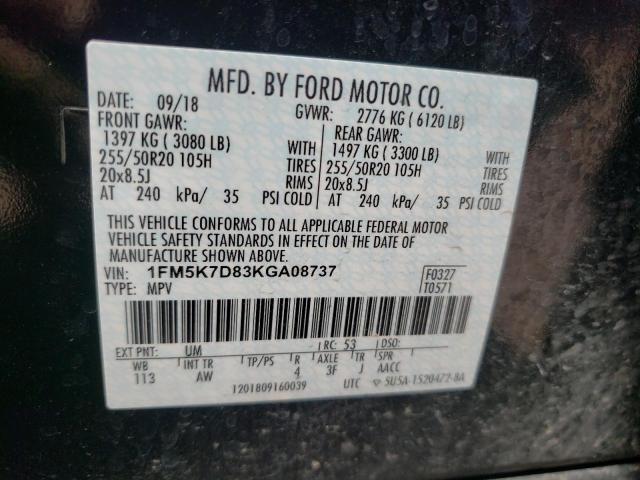 MFD. BY FORD MOTOR CO.
DATE: 09/18 GVWR: 2776 KG ( 6120 LB)
FRONT GAWR: REAR GAWR:
1397 KG ( 3080 LB) WITH 1497 KG ( 3300 LB) WITH
255/50R20 105H TIRES 255/50R20 105H TIRES
20x8.5J RIMS 20x8.5J RIMS
AT 240 kPa/ 35 PSI COLD AT 240 kPa/ 35 PSI COLD
THIS VEHICLE CONFORMS TO ALL APPLICABLE FEDERAL MOTOR
VEHICLE SAFETY STANDARDS IN EFFECT ON THE DATE OF
MANUFACTURE SHOWN ABOVE.
VIN: 1FM5K7D83KGA08737 F0327
TYPE: MPV T0571
EXT PNT: UM RC: 53 DSO:
WB INT TR TP/PS R AXLE TR SPR
113 AW 4 3F J AACC
1201809160039 UTC 5U5A-1520472-8A